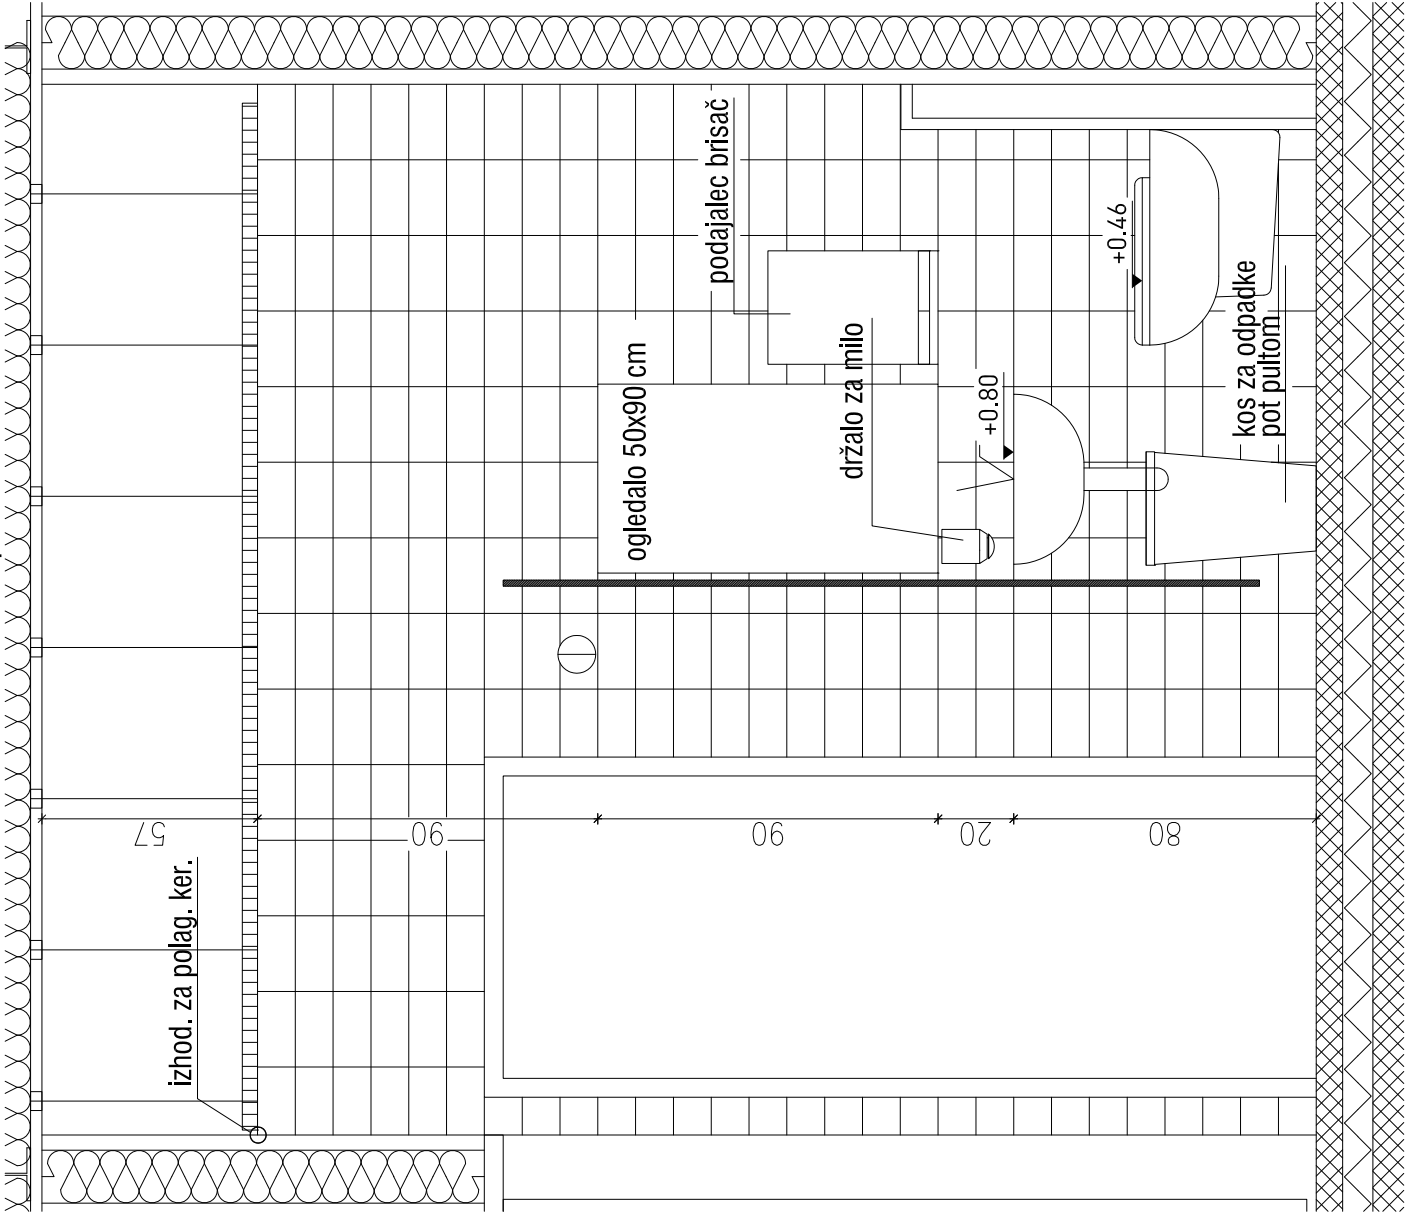 izhod. za polag. ker.
57
90
90
20
80
ogledalo 50x90 cm
podajalec brisač
držalo za milo
+0.80
+0.46
kos za odpadke
pot pultom